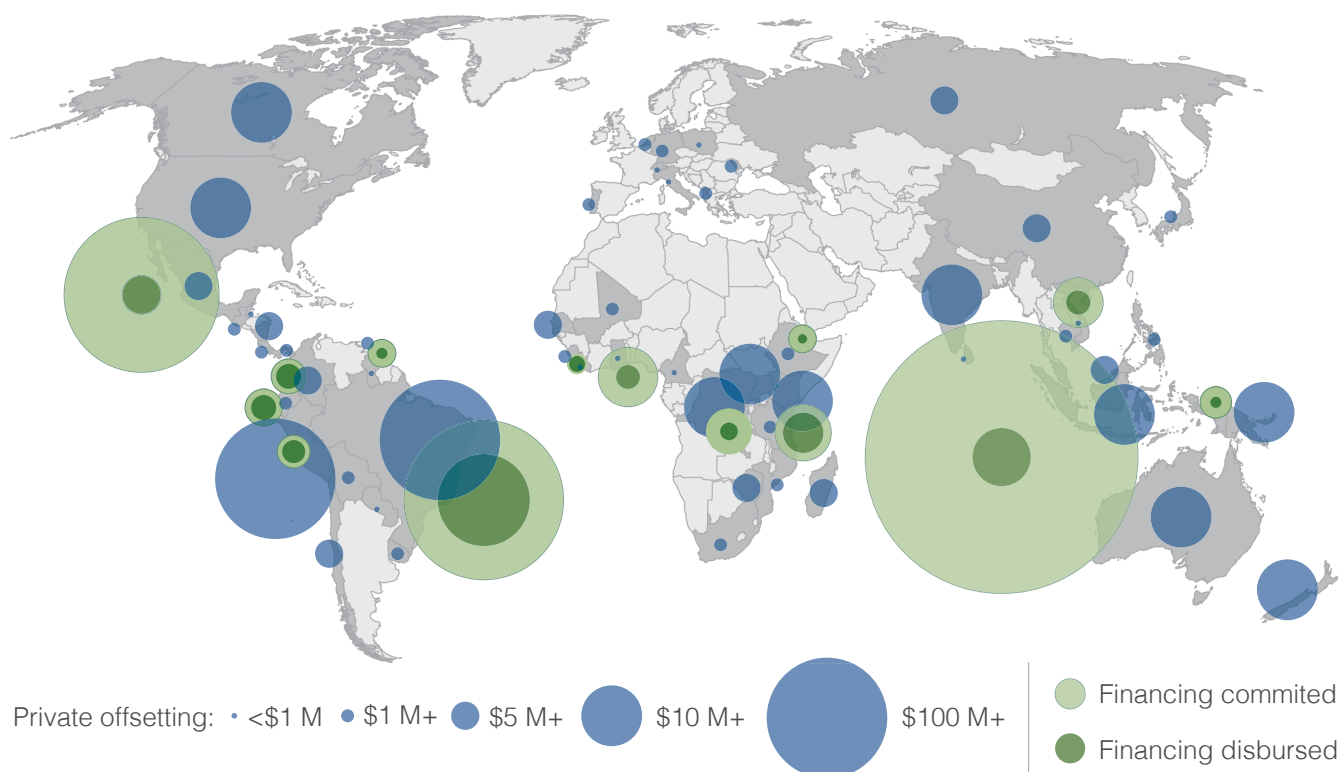 Private offsetting: <$1 M $1 M+ $5 M+ $10 M+ $100 M+
Financing commited
Financing disbursed